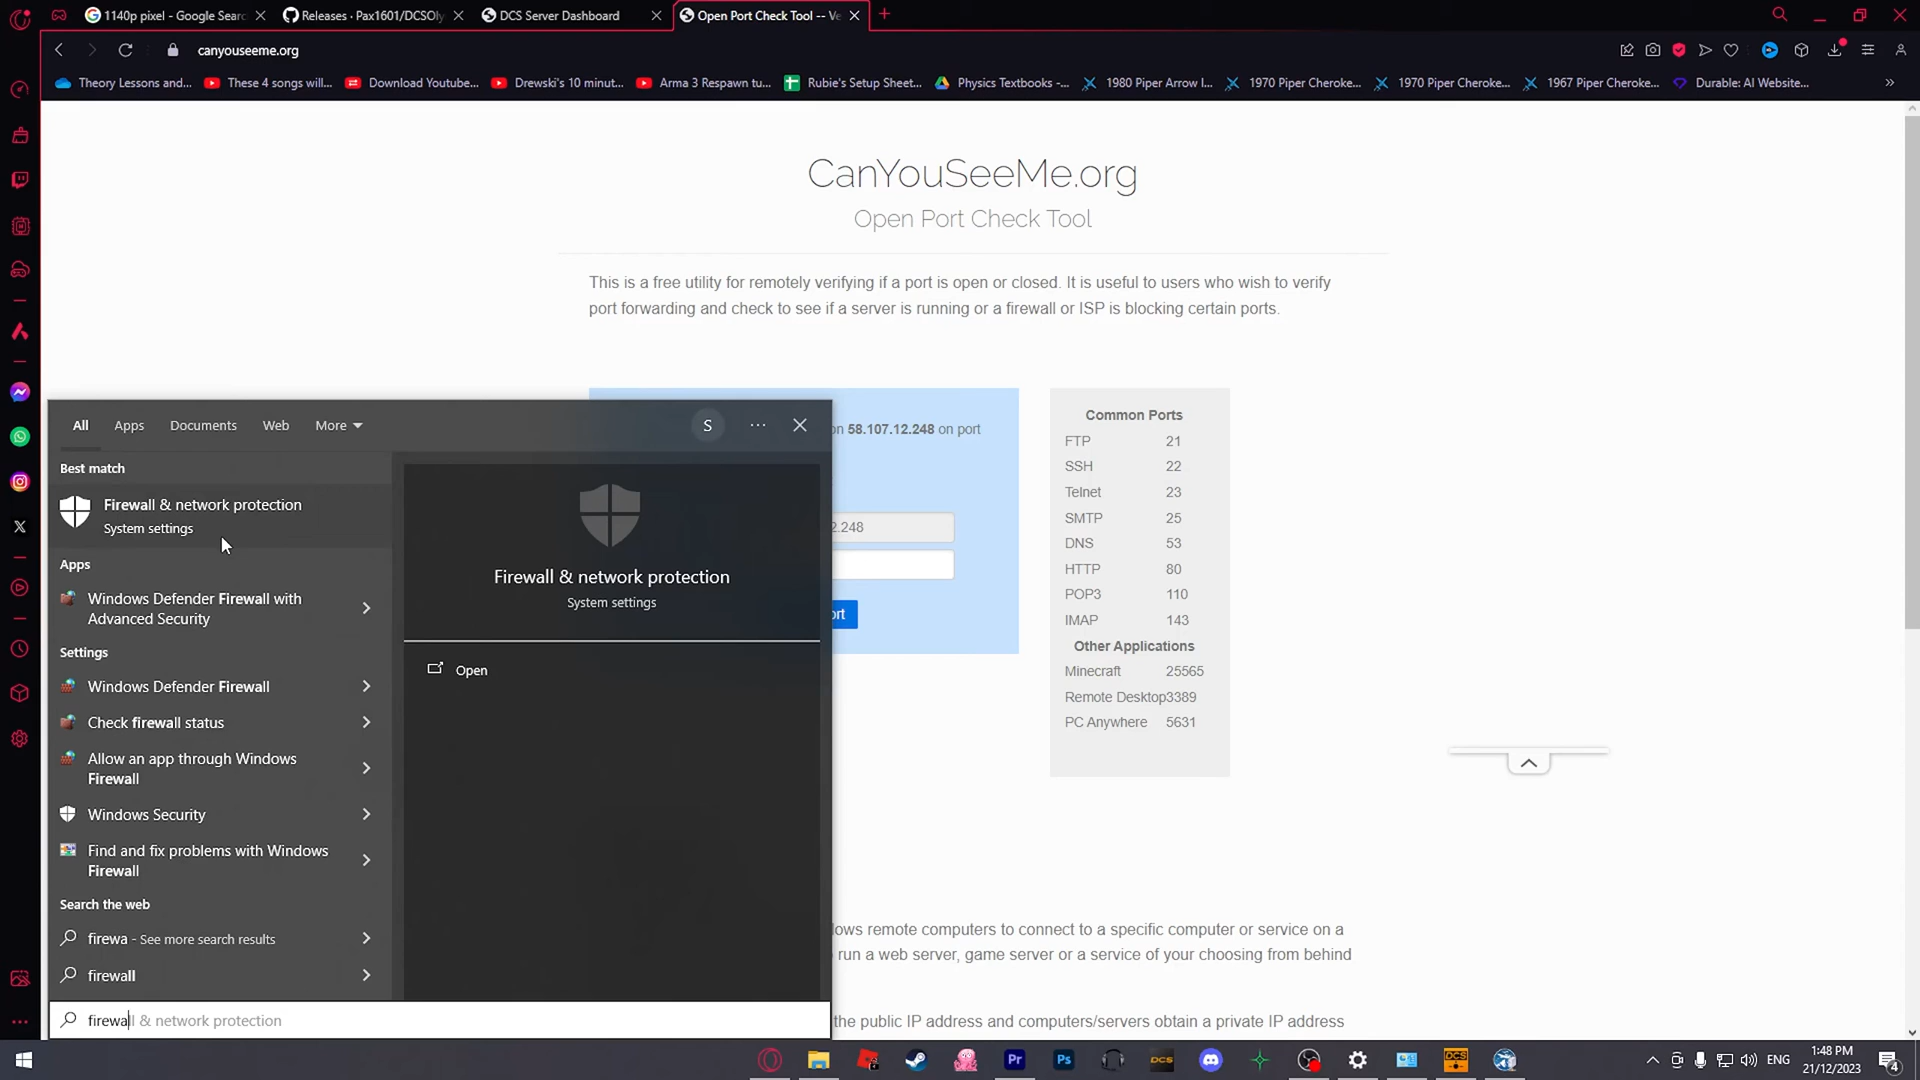 1140p pixel - Google Sear
Releases · Pax1601/DCSOly
DCS Server Dashboard
Open Port Check Tool -- Ve
canyouseeme.org
Theory Lessons and...
These 4 songs will...
Download Youtube...
Drewski's 10 minut...
Arma 3 Respawn tu...
Rubie's Setup Sheet...
Physics Textbooks -...
1980 Piper Arrow I...
1970 Piper Cheroke...
1970 Piper Cheroke...
1967 Piper Cheroke...
Durable: AI Website...
CanYouSeeMe.org
Open Port Check Tool
This is a free utility for remotely verifying if a port is open or closed. It is useful to users who wish to verify
port forwarding and check to see if a server is running or a firewall or ISP is blocking certain ports.
on 58.107.12.248 on port
2.248
ort
Common Ports
FTP 21
SSH 22
Telnet 23
SMTP 25
DNS 53
HTTP 80
POP3 110
IMAP 143
Other Applications
Minecraft 25565
Remote Desktop3389
PC Anywhere 5631
All Apps Documents Web More
S
Best match
Firewall & network protection
System settings
Apps
Windows Defender Firewall with
Advanced Security
Settings
Windows Defender Firewall
Check firewall status
Allow an app through Windows
Firewall
Windows Security
Find and fix problems with Windows
Firewall
Search the web
firewa - See more search results
firewall
Firewall & network protection
System settings
Open
firewall & network protection
lows remote computers to connect to a specific computer or service on a
run a web server, game server or a service of your choosing from behind
the public IP address and computers/servers obtain a private IP address
Pr
Ps
DCS
DCS
ENG
1:48 PM
21/12/2023
4